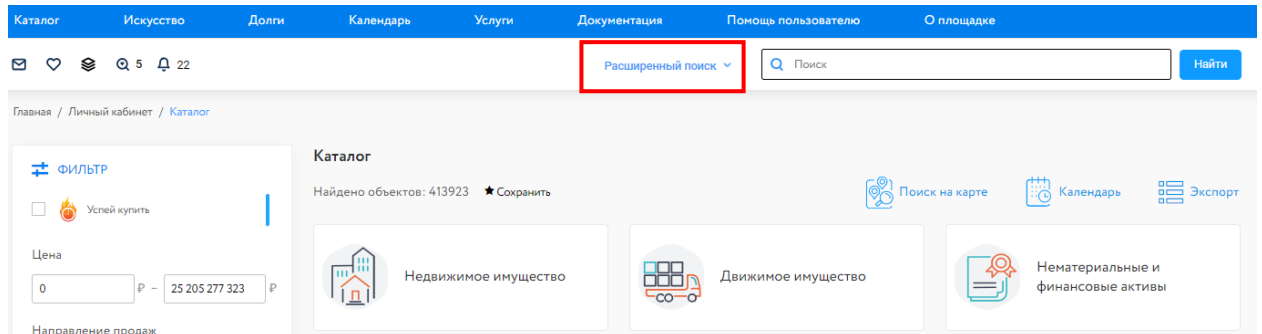 Каталог Искусство Долги Календарь Услуги Документация Помощь пользователю О площадке
5 22 Расширенный поиск Поиск Найти
Главная / Личный кабинет / Каталог
ФИЛЬТР
Успей купить
Цена
0 ₽ – 25 205 277 323 ₽
Направление продаж
Каталог
Найдено объектов: 413923 ★ Сохранить Поиск на карте Календарь Экспорт
Недвижимое имущество
Движимое имущество
Нематериальные и
финансовые активы